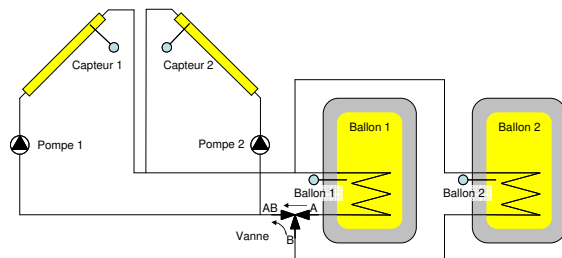 Capteur 1
Capteur 2
Ballon 1
Ballon 2
Pompe 1
Pompe 2
Ballon 1
Ballon 2
AB
A
Vanne
B